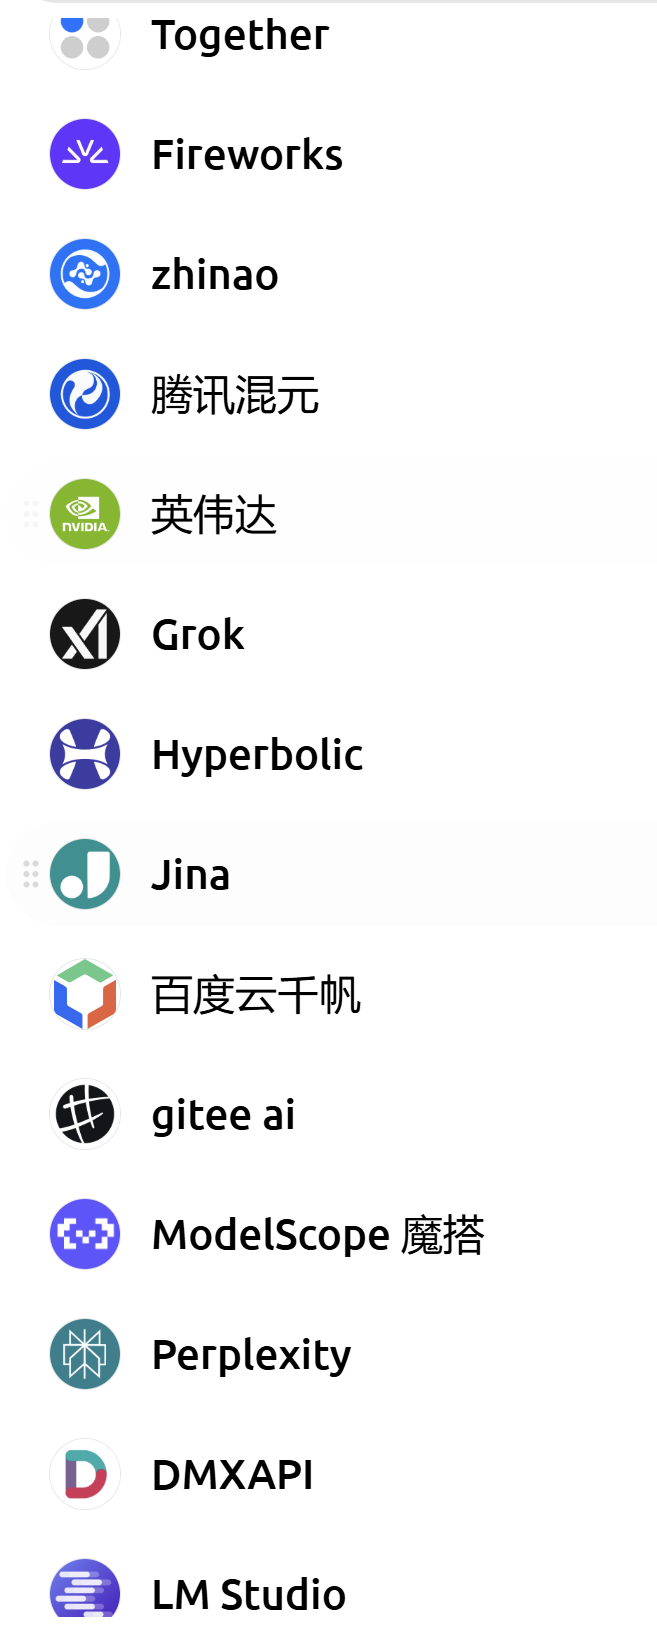 Together
Fireworks
zhinao
腾讯混元
NVIDIA.
英伟达
Grok
Hyperbolic
Jina
百度云千帆
gitee ai
ModelScope 魔搭
Perplexity
DMXAPI
LM Studio